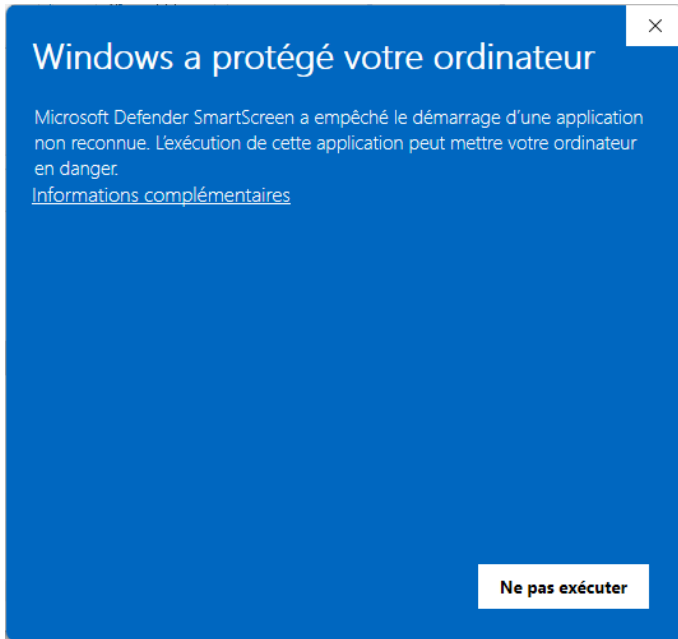 Windows a protégé votre ordinateur
Microsoft Defender SmartScreen a empêché le démarrage d’une application
non reconnue. L’exécution de cette application peut mettre votre ordinateur
en danger.
Informations complémentaires
Ne pas exécuter